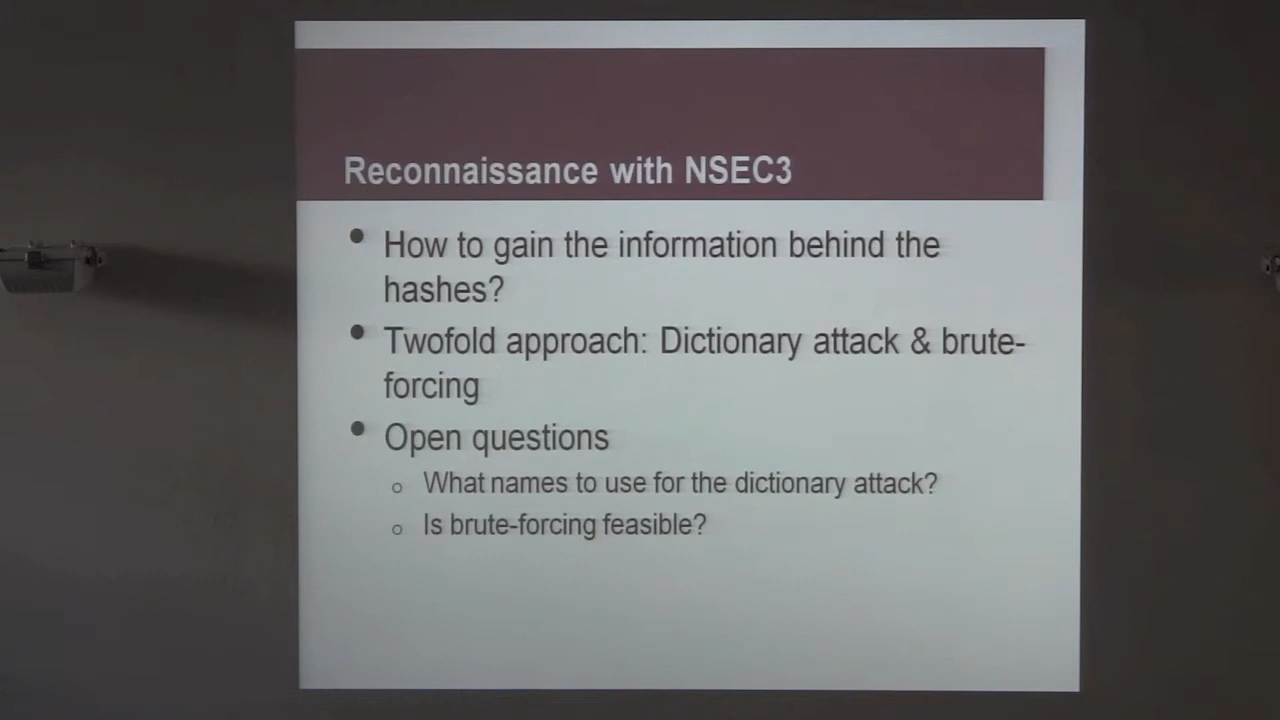 Reconnaissance with NSEC3
• How to gain the information behind the
hashes?
• Twofold approach: Dictionary attack & brute-
forcing
• Open questions
o What names to use for the dictionary attack?
o Is brute-forcing feasible?